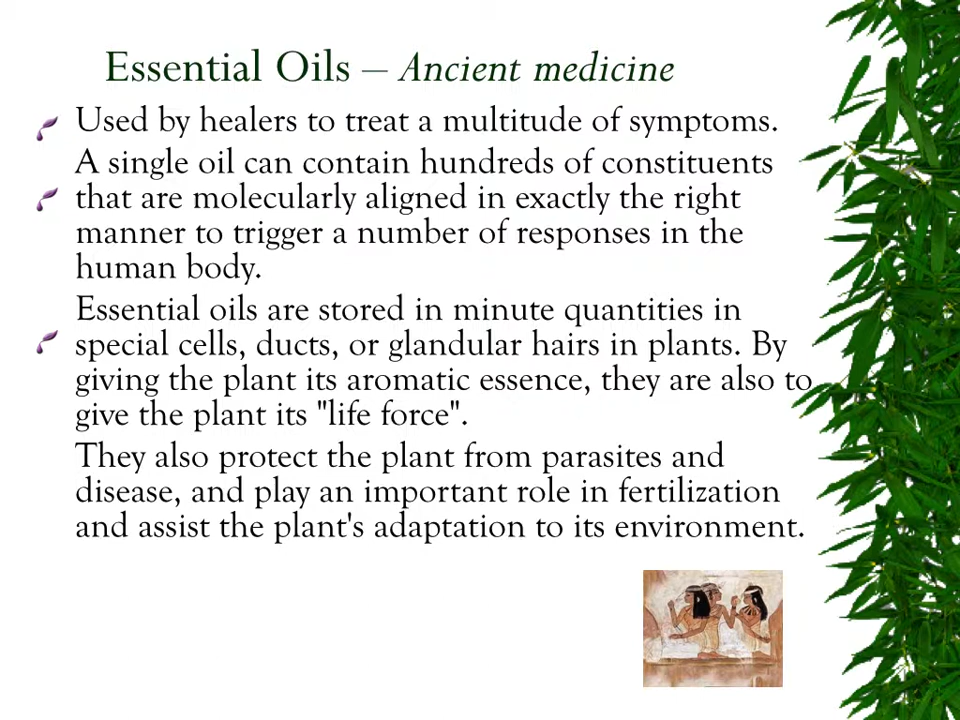 Essential Oils – Ancient medicine
Used by healers to treat a multitude of symptoms.
A single oil can contain hundreds of constituents
that are molecularly aligned in exactly the right
manner to trigger a number of responses in the
human body.
Essential oils are stored in minute quantities in
special cells, ducts, or glandular hairs in plants. By
giving the plant its aromatic essence, they are also to
give the plant its "life force".
They also protect the plant from parasites and
disease, and play an important role in fertilization
and assist the plant's adaptation to its environment.